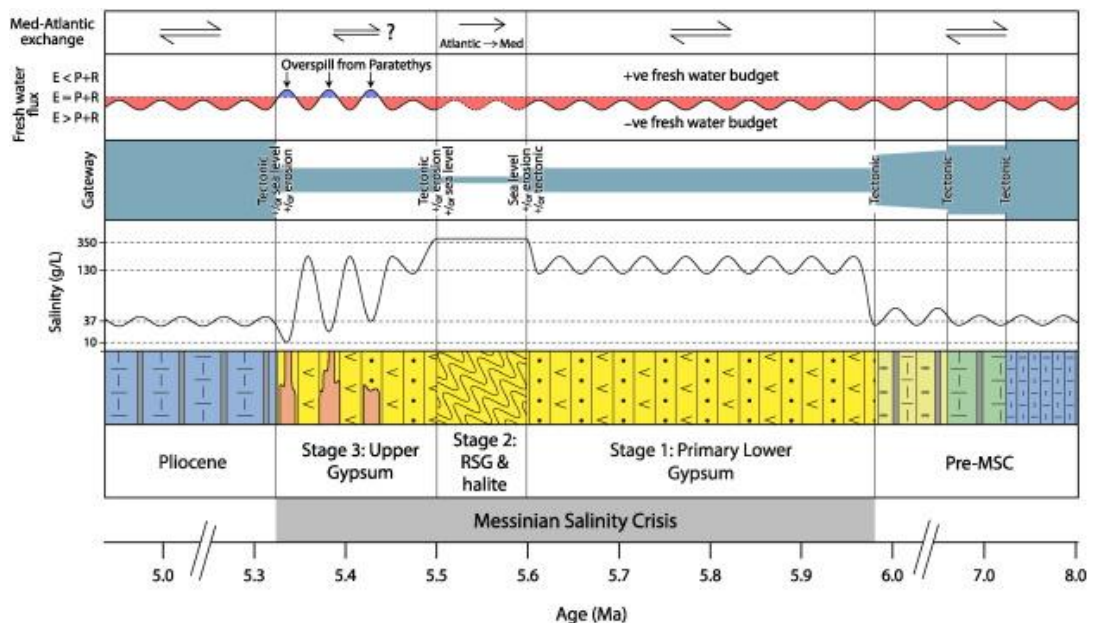 Med-Atlantic
exchange
?
Atlantic → Med
Fresh water
flux
E < P+R
E = P+R
E > P+R
Overspill from Paratethys
+ve fresh water budget
−ve fresh water budget
Gateway
Tectonic
+/or sea level
+/or erosion
Tectonic
+/or erosion
+/or sea level
Sea level
+/or erosion
+/or tectonic
Tectonic
Tectonic
Tectonic
Salinity (g/L)
350
130
37
10
Pliocene
Stage 3: Upper
Gypsum
Stage 2:
RSG &
halite
Stage 1: Primary Lower
Gypsum
Pre-MSC
Messinian Salinity Crisis
5.0 5.3 5.4 5.5 5.6 5.7 5.8 5.9 6.0 7.0 8.0
Age (Ma)